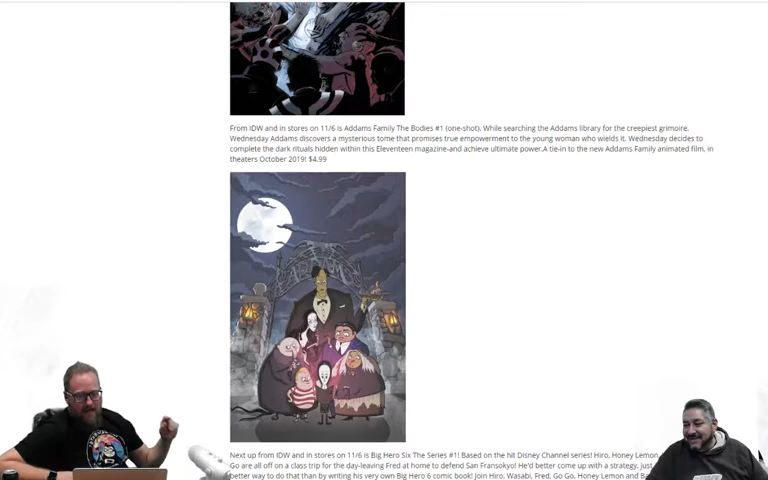 From IDW and in stores on 11/6 is Addams Family The Bodies #1 (one-shot). While searching the Addams library for the creepiest grimoire,
Wednesday Addams discovers a mysterious tome that promises true empowerment to the young woman who wields it. Wednesday decides to
complete the dark rituals hidden within this Eleventeen magazine-and achieve ultimate power.A tie-in to the new Addams Family animated film, in
theaters October 2019! $4.99
ADDAMS
Next up from IDW and in stores on 11/6 is Big Hero Six The Series #1! Based on the hit Disney Channel series! Hiro, Honey Lemon,
Go are all off on a class trip for the day-leaving Fred at home to defend San Fransokyo! He'd better come up with a strategy, just
better way to do that than by writing his very own Big Hero 6 comic book! Join Hiro, Wasabi, Fred, Go Go, Honey Lemon and